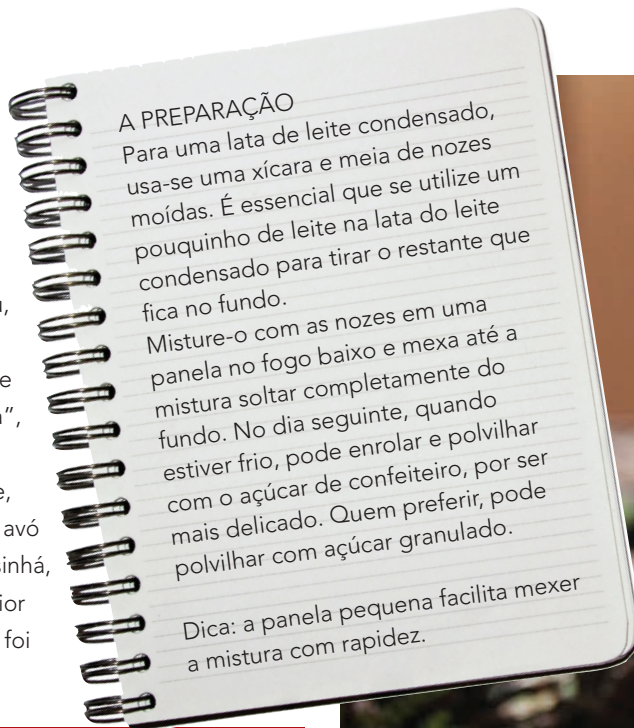 e
e,
avó
sinhá,
ior
foi
A PREPARAÇÃO
Para uma lata de leite condensado,
usa-se uma xícara e meia de nozes
moídas. É essencial que se utilize um
pouquinho de leite na lata do leite
condensado para tirar o restante que
fica no fundo.
Misture-o com as nozes em uma
panela no fogo baixo e mexa até a
mistura soltar completamente do
fundo. No dia seguinte, quando
estiver frio, pode enrolar e polvilhar
com o açúcar de confeiteiro, por ser
mais delicado. Quem preferir, pode
polvilhar com açúcar granulado.
Dica: a panela pequena facilita mexer
a mistura com rapidez.